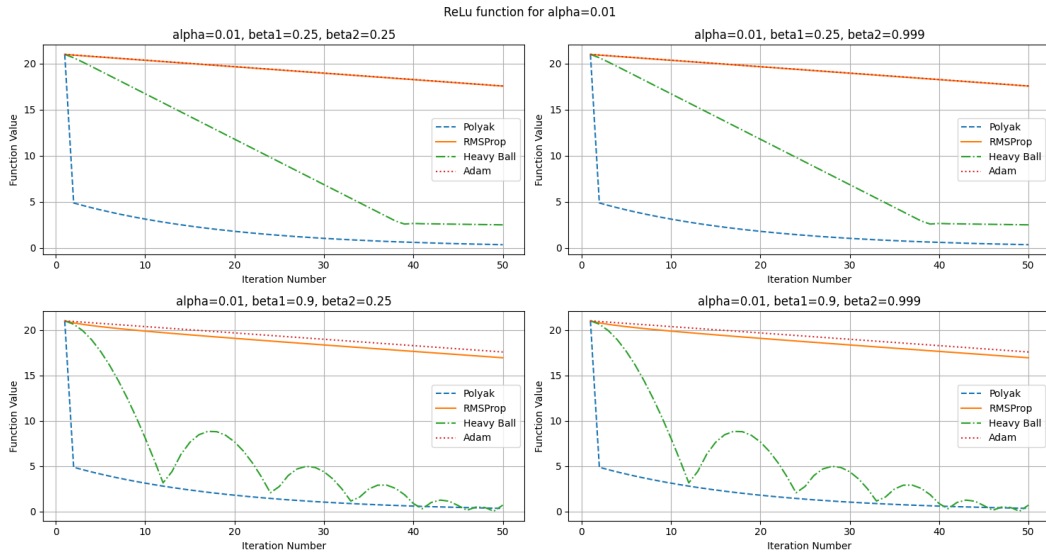 ReLu function for alpha=0.01
alpha=0.01, beta1=0.25, beta2=0.25
Function Value
20
15
10
5
0
Polyak
RMSProp
Heavy Ball
Adam
0 10 20 30 40 50
Iteration Number
alpha=0.01, beta1=0.25, beta2=0.999
Function Value
20
15
10
5
0
Polyak
RMSProp
Heavy Ball
Adam
0 10 20 30 40 50
Iteration Number
alpha=0.01, beta1=0.9, beta2=0.25
Function Value
20
15
10
5
0
Polyak
RMSProp
Heavy Ball
Adam
0 10 20 30 40 50
Iteration Number
alpha=0.01, beta1=0.9, beta2=0.999
Function Value
20
15
10
5
0
Polyak
RMSProp
Heavy Ball
Adam
0 10 20 30 40 50
Iteration Number